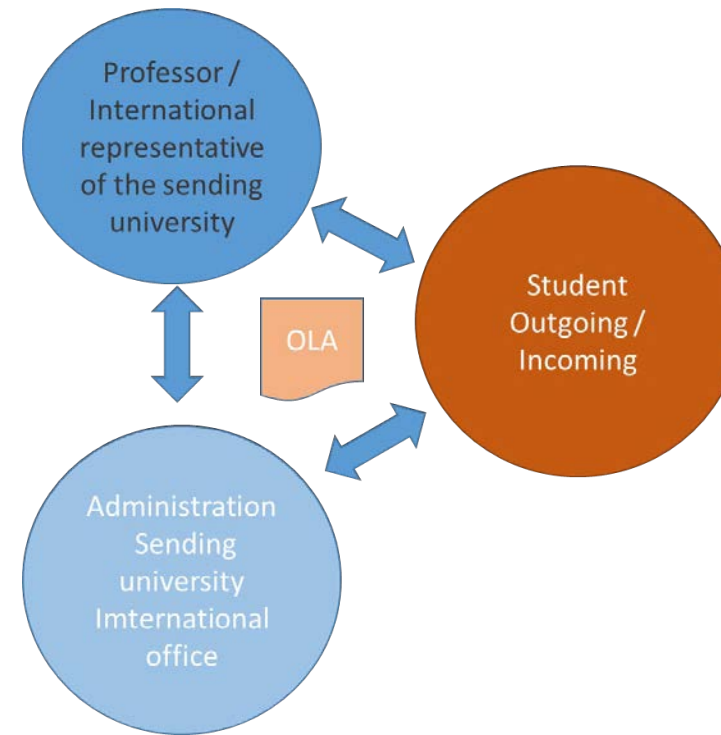 Professor /
International
representative
of the sending
university
Student
Outgoing /
Incoming
OLA
Administration
Sending
university
Imternational
office